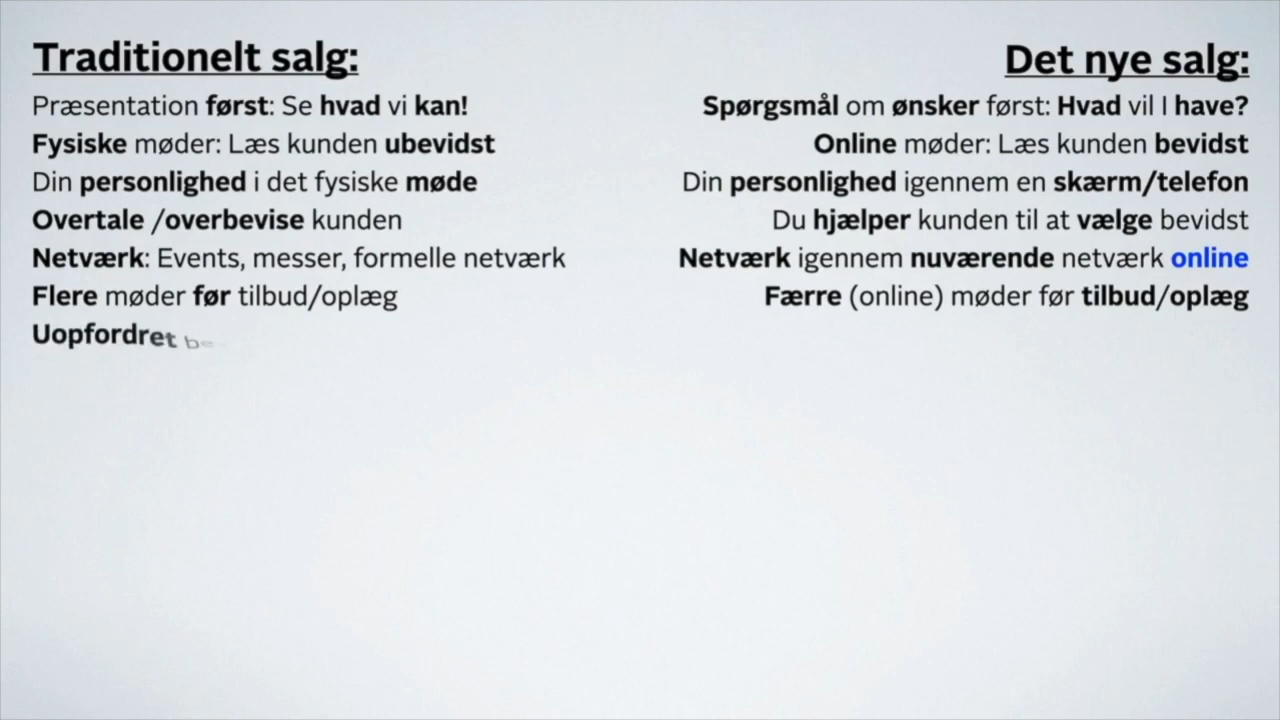 Traditionelt salg:
Præsentation først: Se hvad vi kan!
Fysiske møder: Læs kunden ubevidst
Din personlighed i det fysiske møde
Overtale /overbevise kunden
Netværk: Events, messer, formelle netværk
Flere møder før tilbud/oplæg
Uopfordret
Det nye salg:
Spørgsmål om ønsker først: Hvad vil I have?
Online møder: Læs kunden bevidst
Din personlighed igennem en skærm/telefon
Du hjælper kunden til at vælge bevidst
Netværk igennem nuværende netværk online
Færre (online) møder før tilbud/oplæg